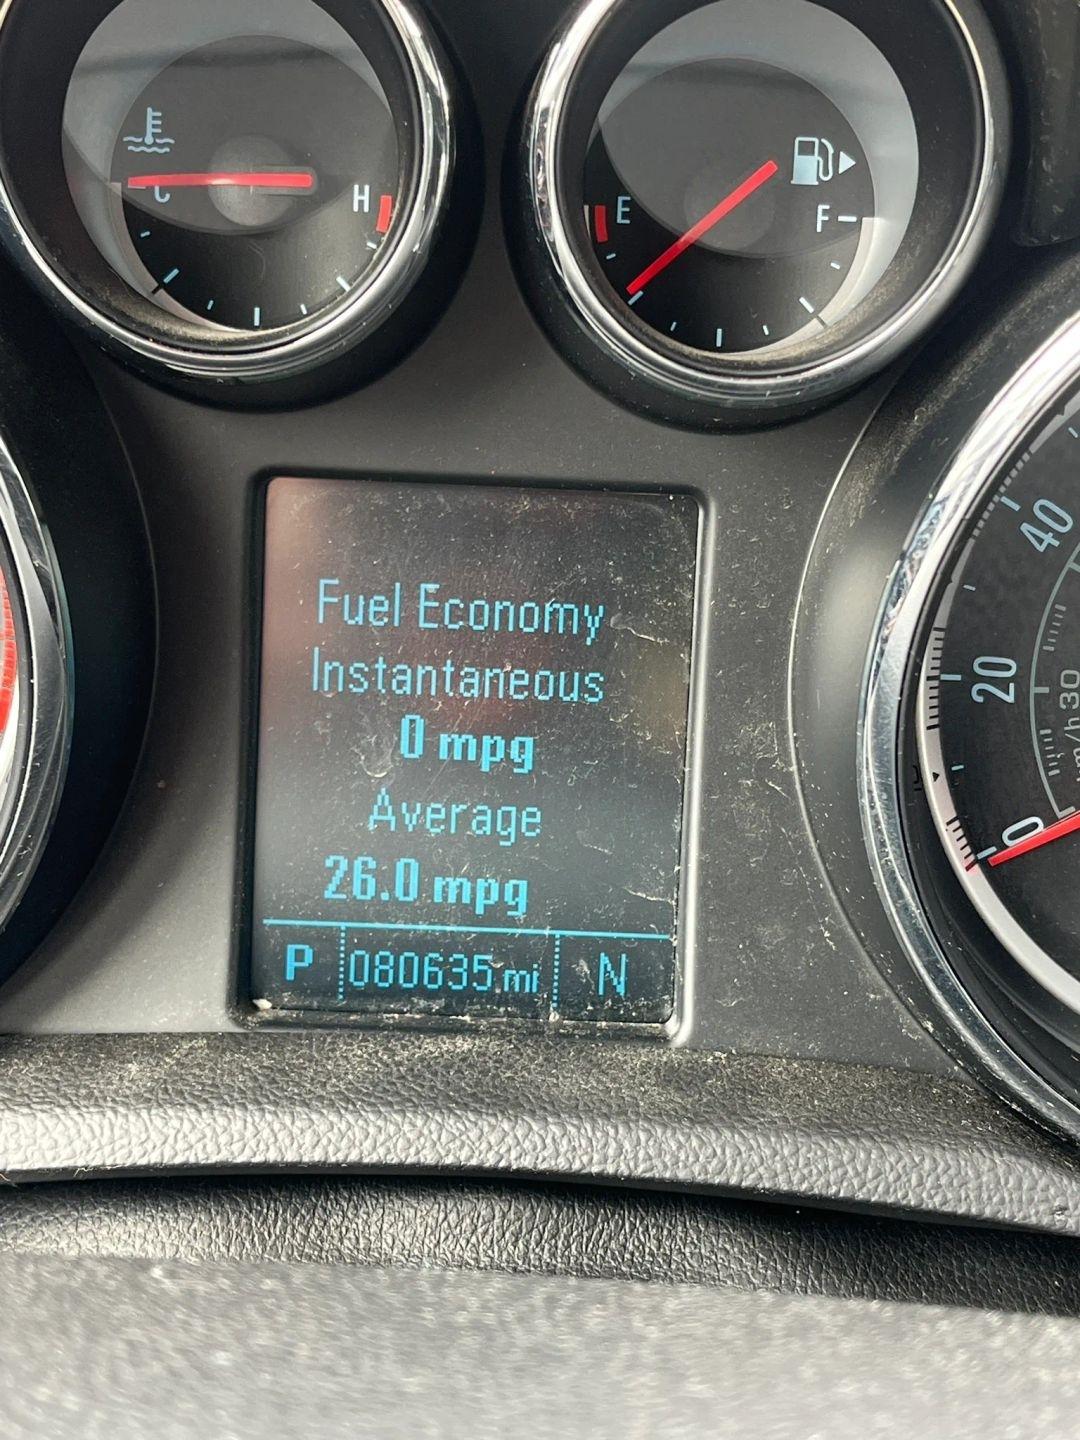 C H
E F
Fuel Economy
Instantaneous
0 mpg
Average
26.0 mpg
P 080635 mi N
40
20
0
30